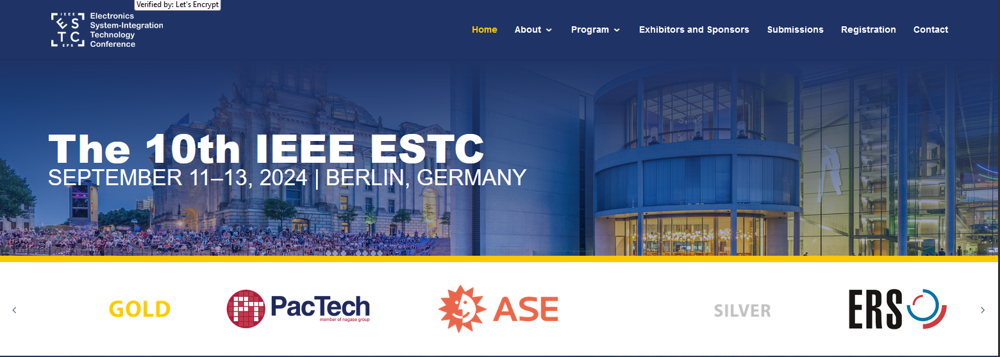 Verified by: Let's Encrypt
IEEE
ESTC
EPS
Electronics
System-Integration
Technology
Conference
Home About Program Exhibitors and Sponsors Submissions Registration Contact
The 10th IEEE ESTC
SEPTEMBER 11–13, 2024 | BERLIN, GERMANY
GOLD
PacTech
member of nagase group
ASE
SILVER
ERS